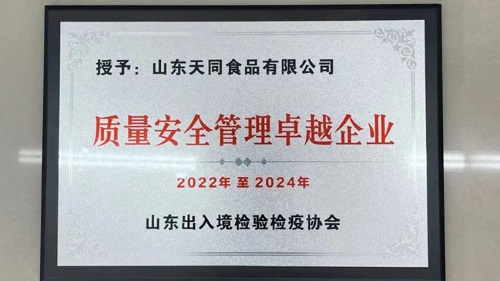 授予：山东天同食品有限公司
质量安全管理卓越企业
2022年 至 2024年
山东出入境检验检疫协会